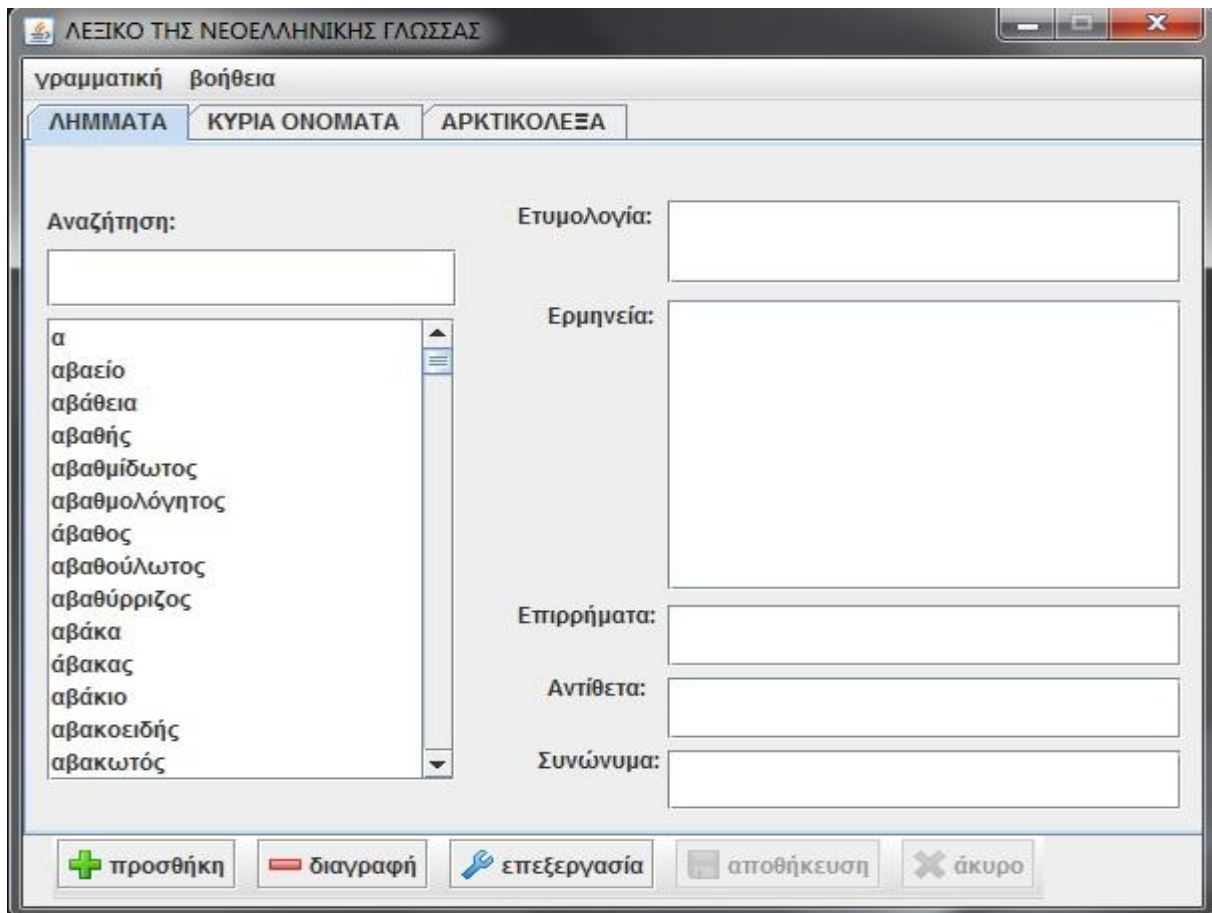 ΛΕΞΙΚΟ ΤΗΣ ΝΕΟΕΛΛΗΝΙΚΗΣ ΓΛΩΣΣΑΣ
γραμματική βοήθεια
ΛΗΜΜΑΤΑ ΚΥΡΙΑ ΟΝΟΜΑΤΑ ΑΡΚΤΙΚΟΛΕΞΑ
Αναζήτηση:
α
αβαείο
αβάθεια
αβαθής
αβαθμίδωτος
αβαθμολόγητος
άβαθος
αβαθούλωτος
αβαθύρριζος
αβάκα
άβακας
αβάκιο
αβακοειδής
αβακωτός
Ετυμολογία:
Ερμηνεία:
Επιρρήματα:
Αντίθετα:
Συνώνυμα:
προσθήκη διαγραφή επεξεργασία αποθήκευση άκυρο